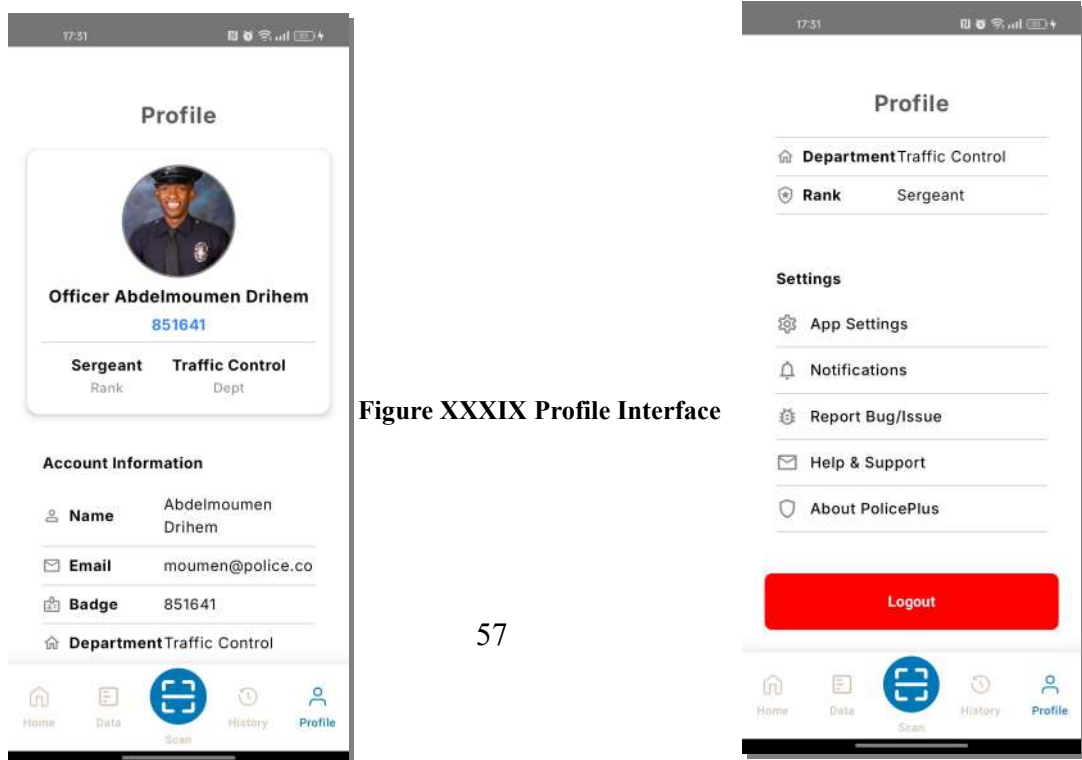 17:31
Profile
Officer Abdelmoumen Drihem
851641
Sergeant Traffic Control
Rank Dept
Account Information
Name Abdelmoumen
Drihem
Email moumen@police.co
Badge 851641
Department Traffic Control
Home Data Scan History Profile
Figure XXXIX Profile Interface
57
17:31
Profile
Department Traffic Control
Rank Sergeant
Settings
App Settings
Notifications
Report Bug/Issue
Help & Support
About PolicePlus
Logout
Home Data Scan History Profile